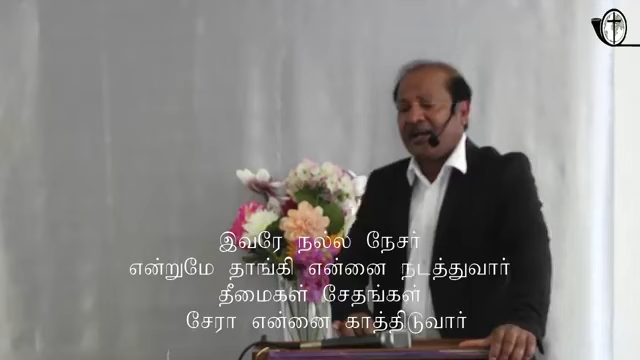 இவரே நல்ல நேசர்
என்றுமே தாங்கி என்னை நடத்துவார்
தீமைகள் சேதங்கள்
சேரா என்னை காத்திடுவார்